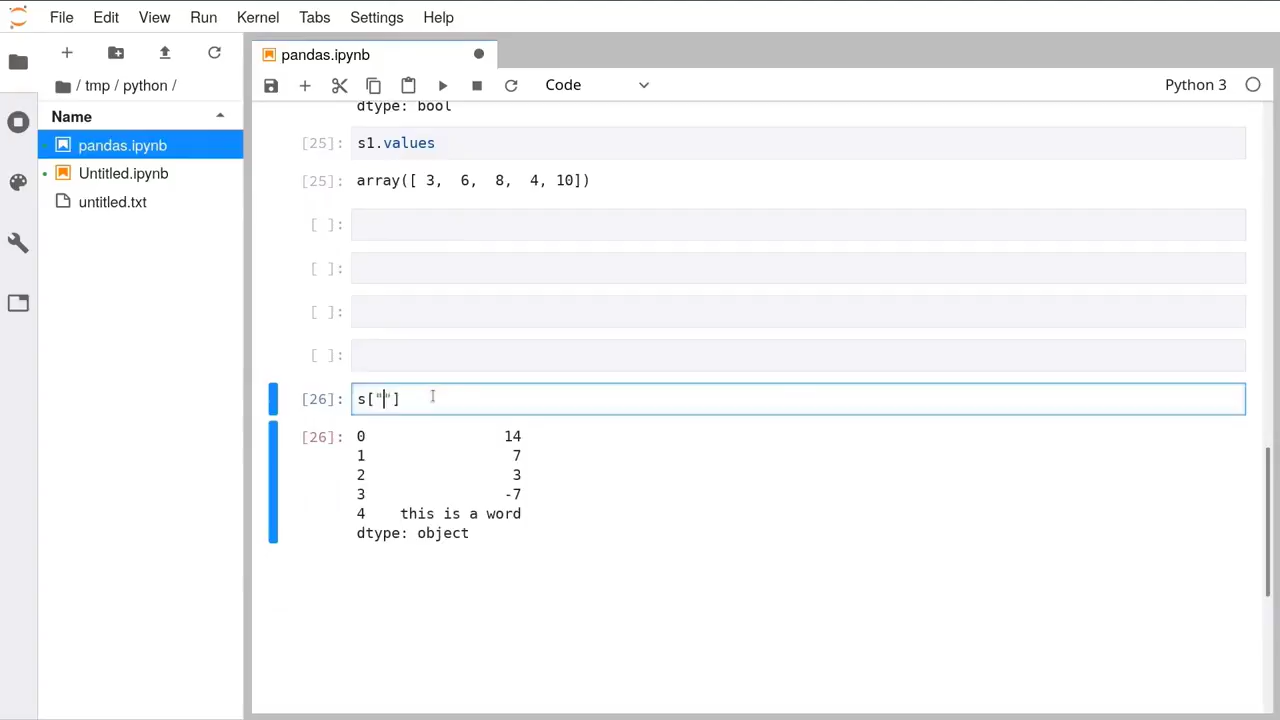 File Edit View Run Kernel Tabs Settings Help
pandas.ipynb
/ tmp / python /
Code
Python 3
Name
pandas.ipynb
Untitled.ipynb
untitled.txt
dtype: bool
[25]: s1.values
[25]: array([ 3,  6,  8,  4, 10])
[ ]:
[ ]:
[ ]:
[ ]:
[26]: s[""]
[26]: 0 14
1 7
2 3
3 -7
4 this is a word
dtype: object